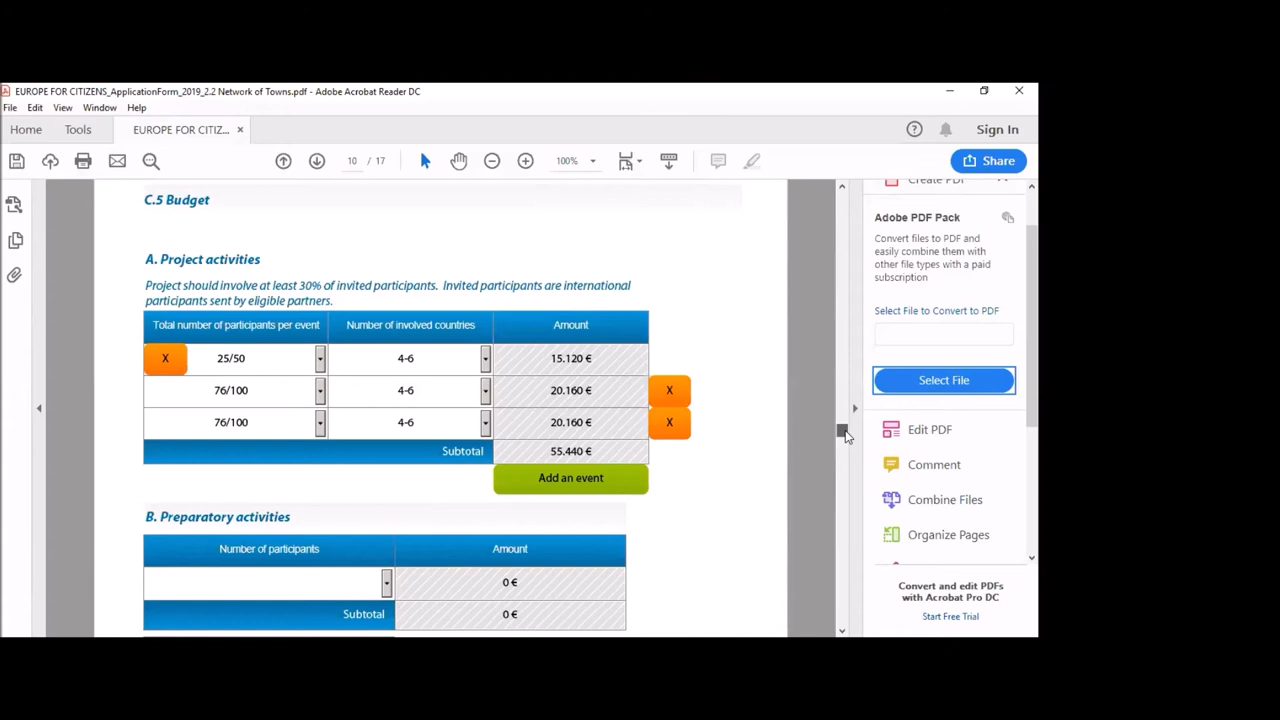 EUROPE FOR CITIZENS_ApplicationForm_2019_2.2 Network of Towns.pdf - Adobe Acrobat Reader DC
File Edit View Window Help
Home Tools EUROPE FOR CITIZ... × Sign In
10 / 17 100% Share
C.5 Budget
A. Project activities
Project should involve at least 30% of invited participants. Invited participants are international
participants sent by eligible partners.
Total number of participants per event Number of involved countries Amount
X 25/50 4-6 15.120 €
76/100 4-6 20.160 € X
76/100 4-6 20.160 € X
Subtotal 55.440 €
Add an event
B. Preparatory activities
Number of participants Amount
0 €
Subtotal 0 €
Create PDF
Adobe PDF Pack
Convert files to PDF and
easily combine them with
other file types with a paid
subscription
Select File to Convert to PDF
Select File
Edit PDF
Comment
Combine Files
Organize Pages
Convert and edit PDFs
with Acrobat Pro DC
Start Free Trial